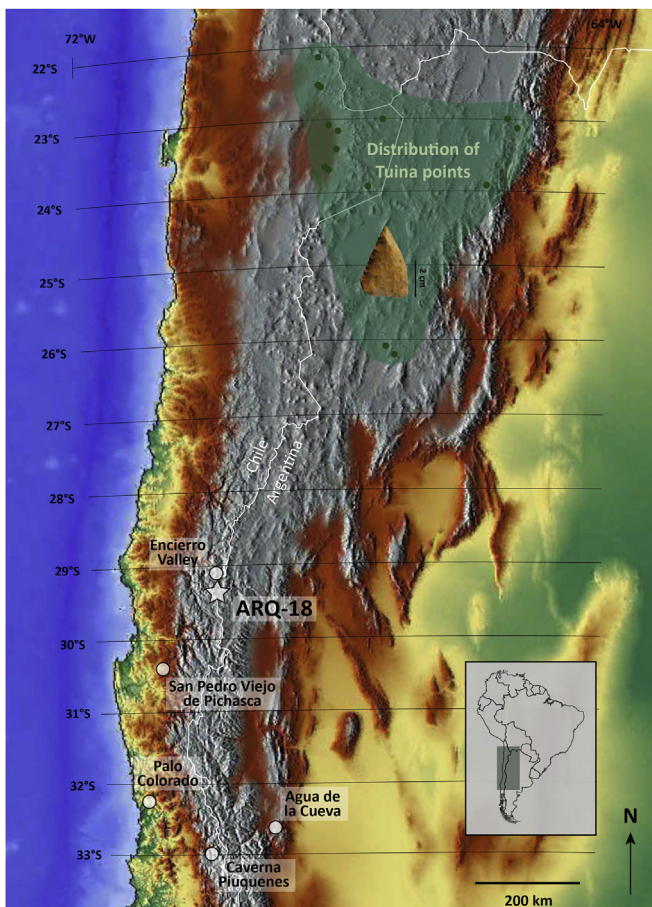 72°W
64°W
22°S
23°S
Distribution of
Tuina points
24°S
25°S
2 cm
26°S
27°S
Chile
Argentina
28°S
Encierro
Valley
29°S
ARQ-18
30°S
San Pedro Viejo
de Pichasca
31°S
Palo
Colorado
32°S
Agua de
la Cueva
33°S
Caverna
Piuquenes
N
200 km